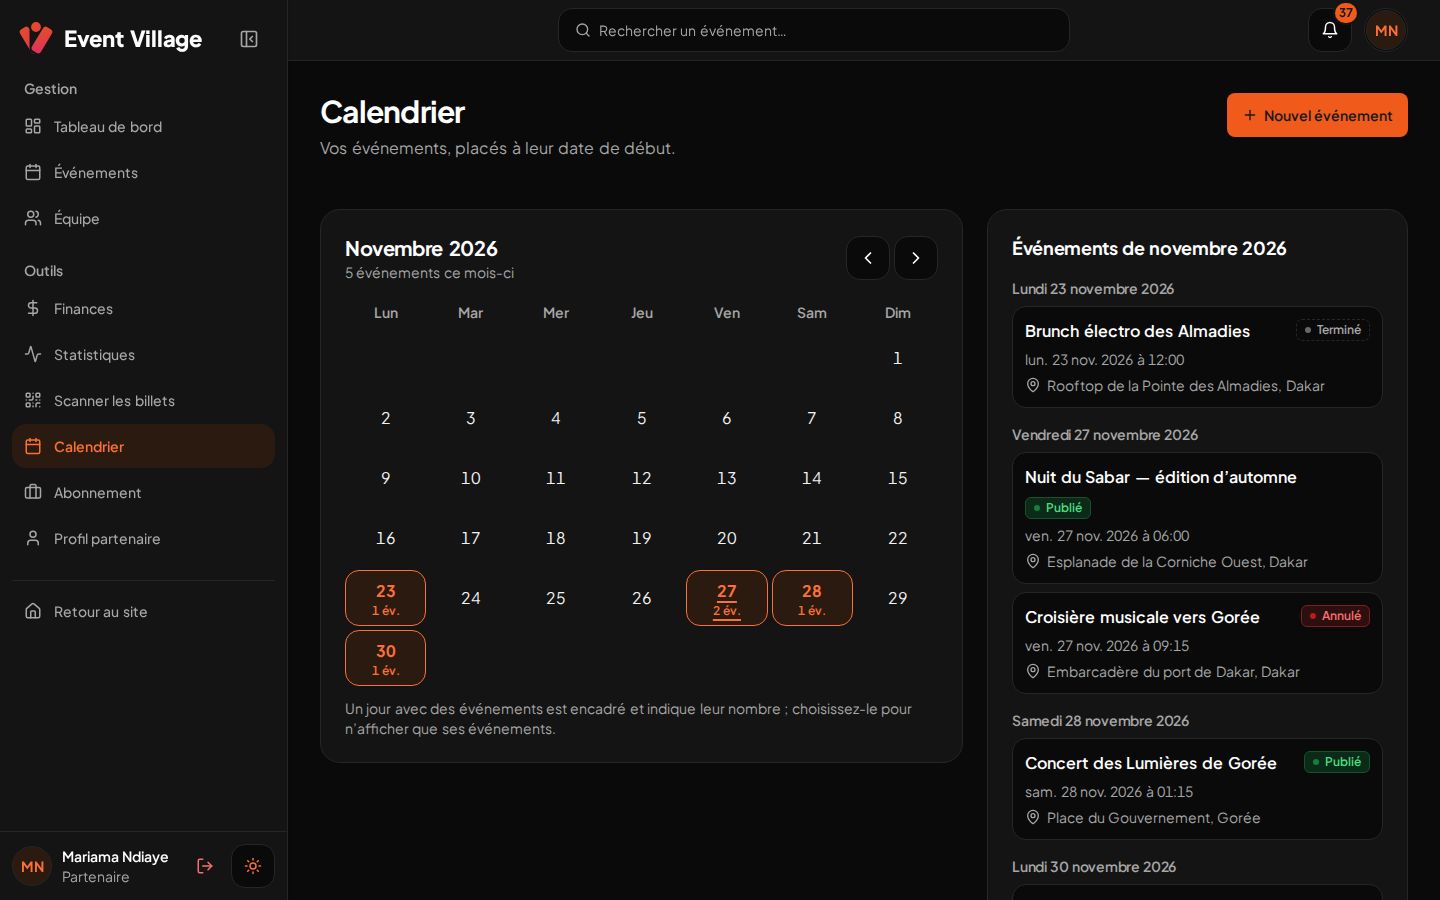 Event Village
Gestion
Tableau de bord
Événements
Équipe
Outils
Finances
Statistiques
Scanner les billets
Calendrier
Abonnement
Profil partenaire
Retour au site
MN
Mariama Ndiaye
Partenaire
Rechercher un événement...
37
MN
Calendrier
Vos événements, placés à leur date de début.
+ Nouvel événement
Novembre 2026
5 événements ce mois-ci
Lun Mar Mer Jeu Ven Sam Dim
1
2 3 4 5 6 7 8
9 10 11 12 13 14 15
16 17 18 19 20 21 22
23 24 25 26 27 28 29
1 év. 2 év. 1 év.
30
1 év.
Un jour avec des événements est encadré et indique leur nombre ; choisissez-le pour
n’afficher que ses événements.
Événements de novembre 2026
Lundi 23 novembre 2026
Brunch électro des Almadies
Terminé
lun. 23 nov. 2026 à 12:00
Rooftop de la Pointe des Almadies, Dakar
Vendredi 27 novembre 2026
Nuit du Sabar — édition d’automne
Publié
ven. 27 nov. 2026 à 06:00
Esplanade de la Corniche Ouest, Dakar
Croisière musicale vers Gorée
Annulé
ven. 27 nov. 2026 à 09:15
Embarcadère du port de Dakar, Dakar
Samedi 28 novembre 2026
Concert des Lumières de Gorée
Publié
sam. 28 nov. 2026 à 01:15
Place du Gouvernement, Gorée
Lundi 30 novembre 2026